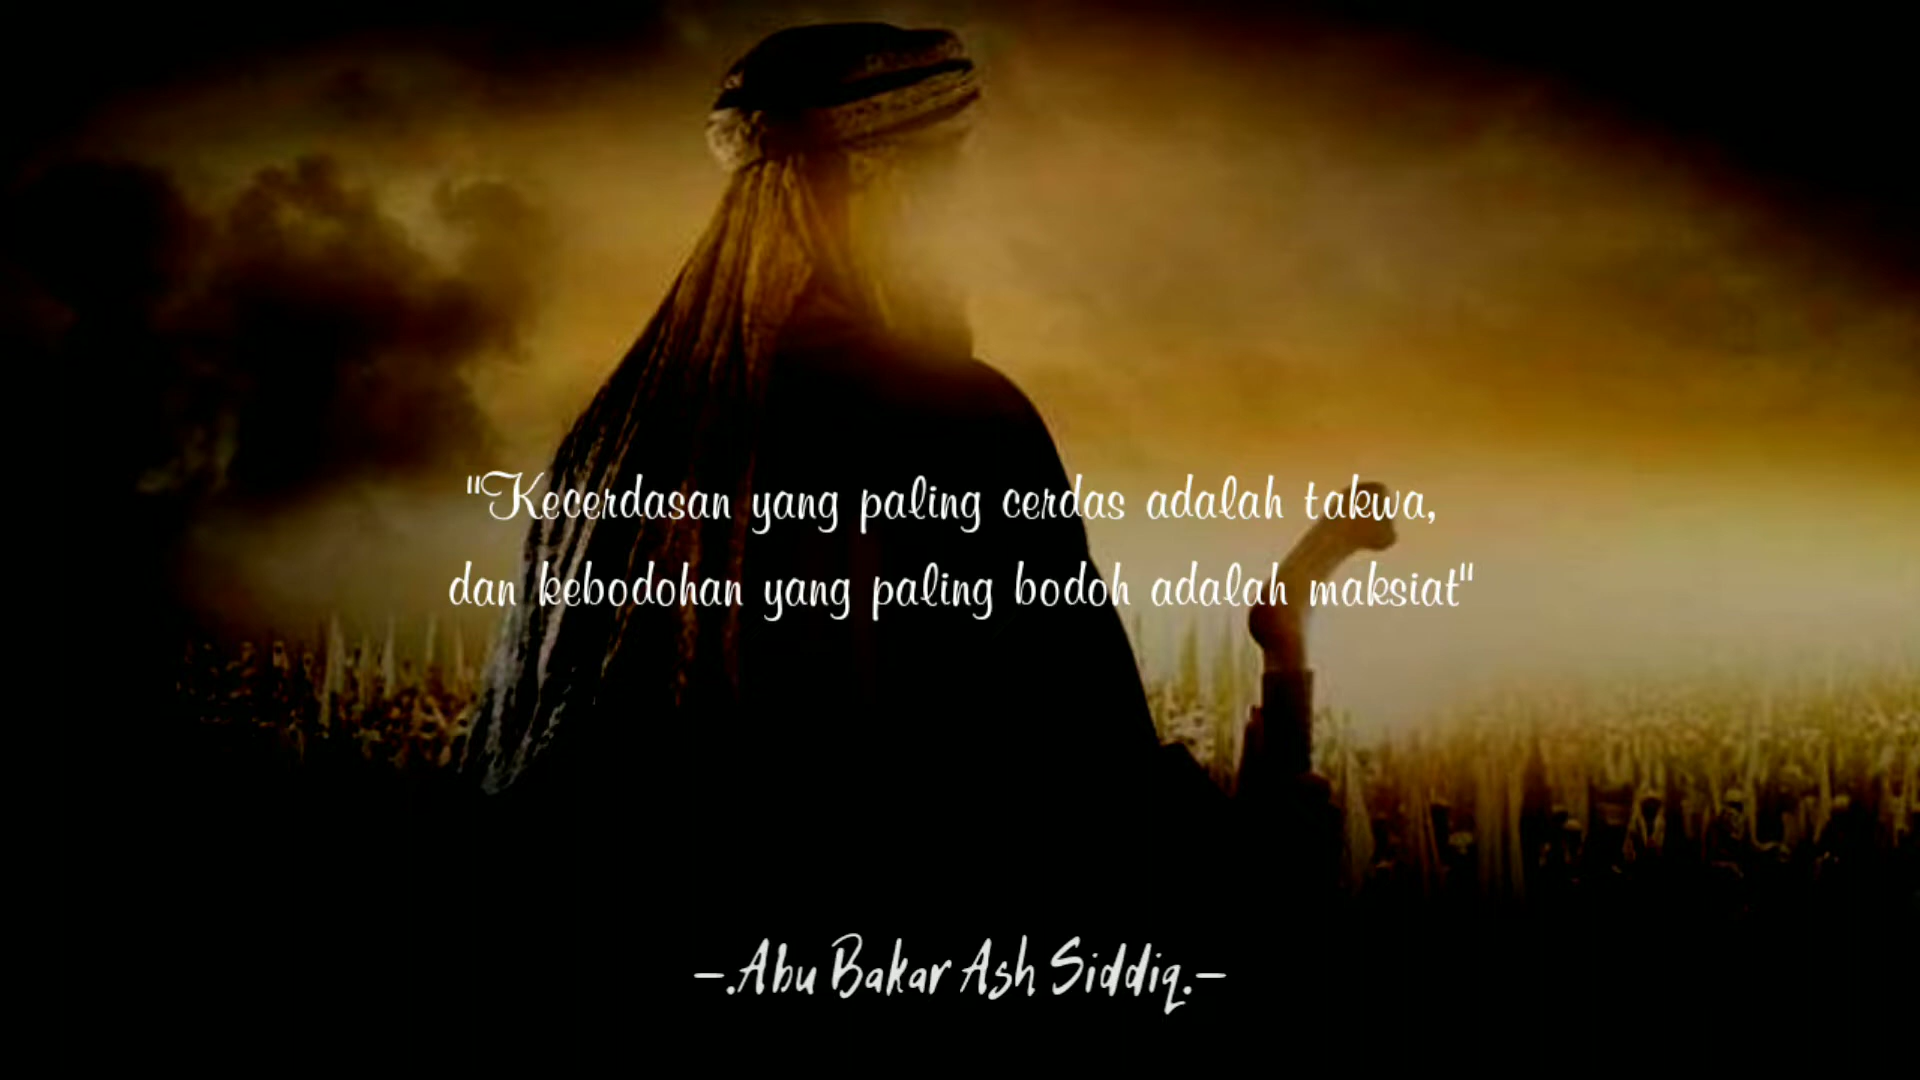 "Kecerdasan yang paling cerdas adalah takwa,
dan kebodohan yang paling bodoh adalah maksiat"
–.Abu Bakar Ash Siddiq.–